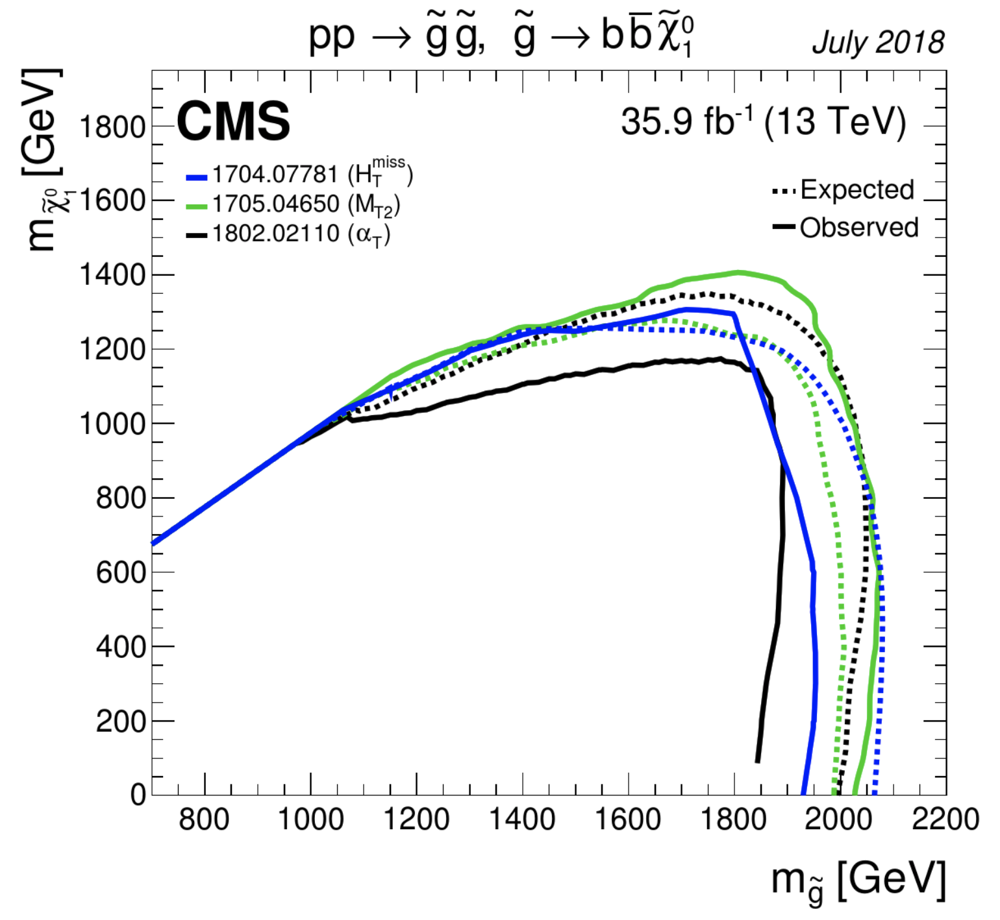 pp → g̃ g̃, g̃ → b b̅ χ̃⁰₁ July 2018
CMS 35.9 fb⁻¹ (13 TeV)
1704.07781 (H_T^miss)
1705.04650 (M_T2)
1802.02110 (α_T)
Expected
Observed
m_χ̃⁰₁ [GeV]
1800
1600
1400
1200
1000
800
600
400
200
0
800 1000 1200 1400 1600 1800 2000 2200
m_g̃ [GeV]